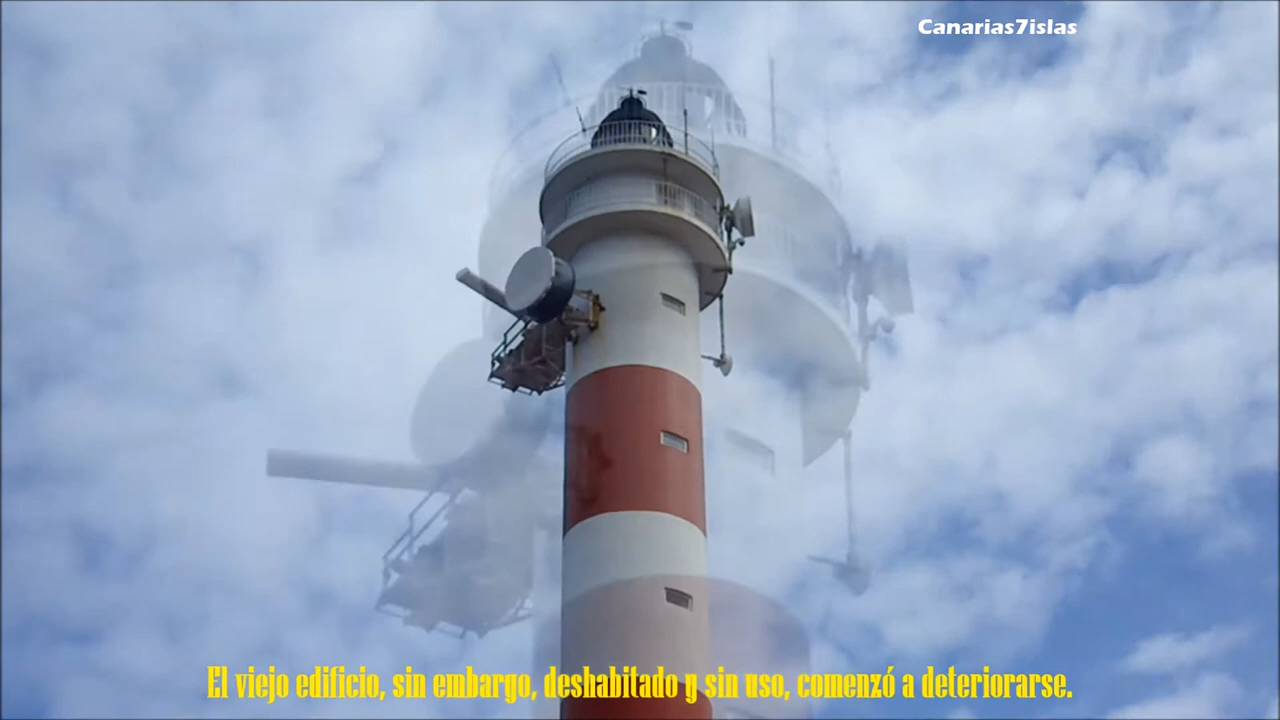 Canarias7islas
El viejo edificio, sin embargo, deshabitado y sin uso, comenzó a deteriorarse.